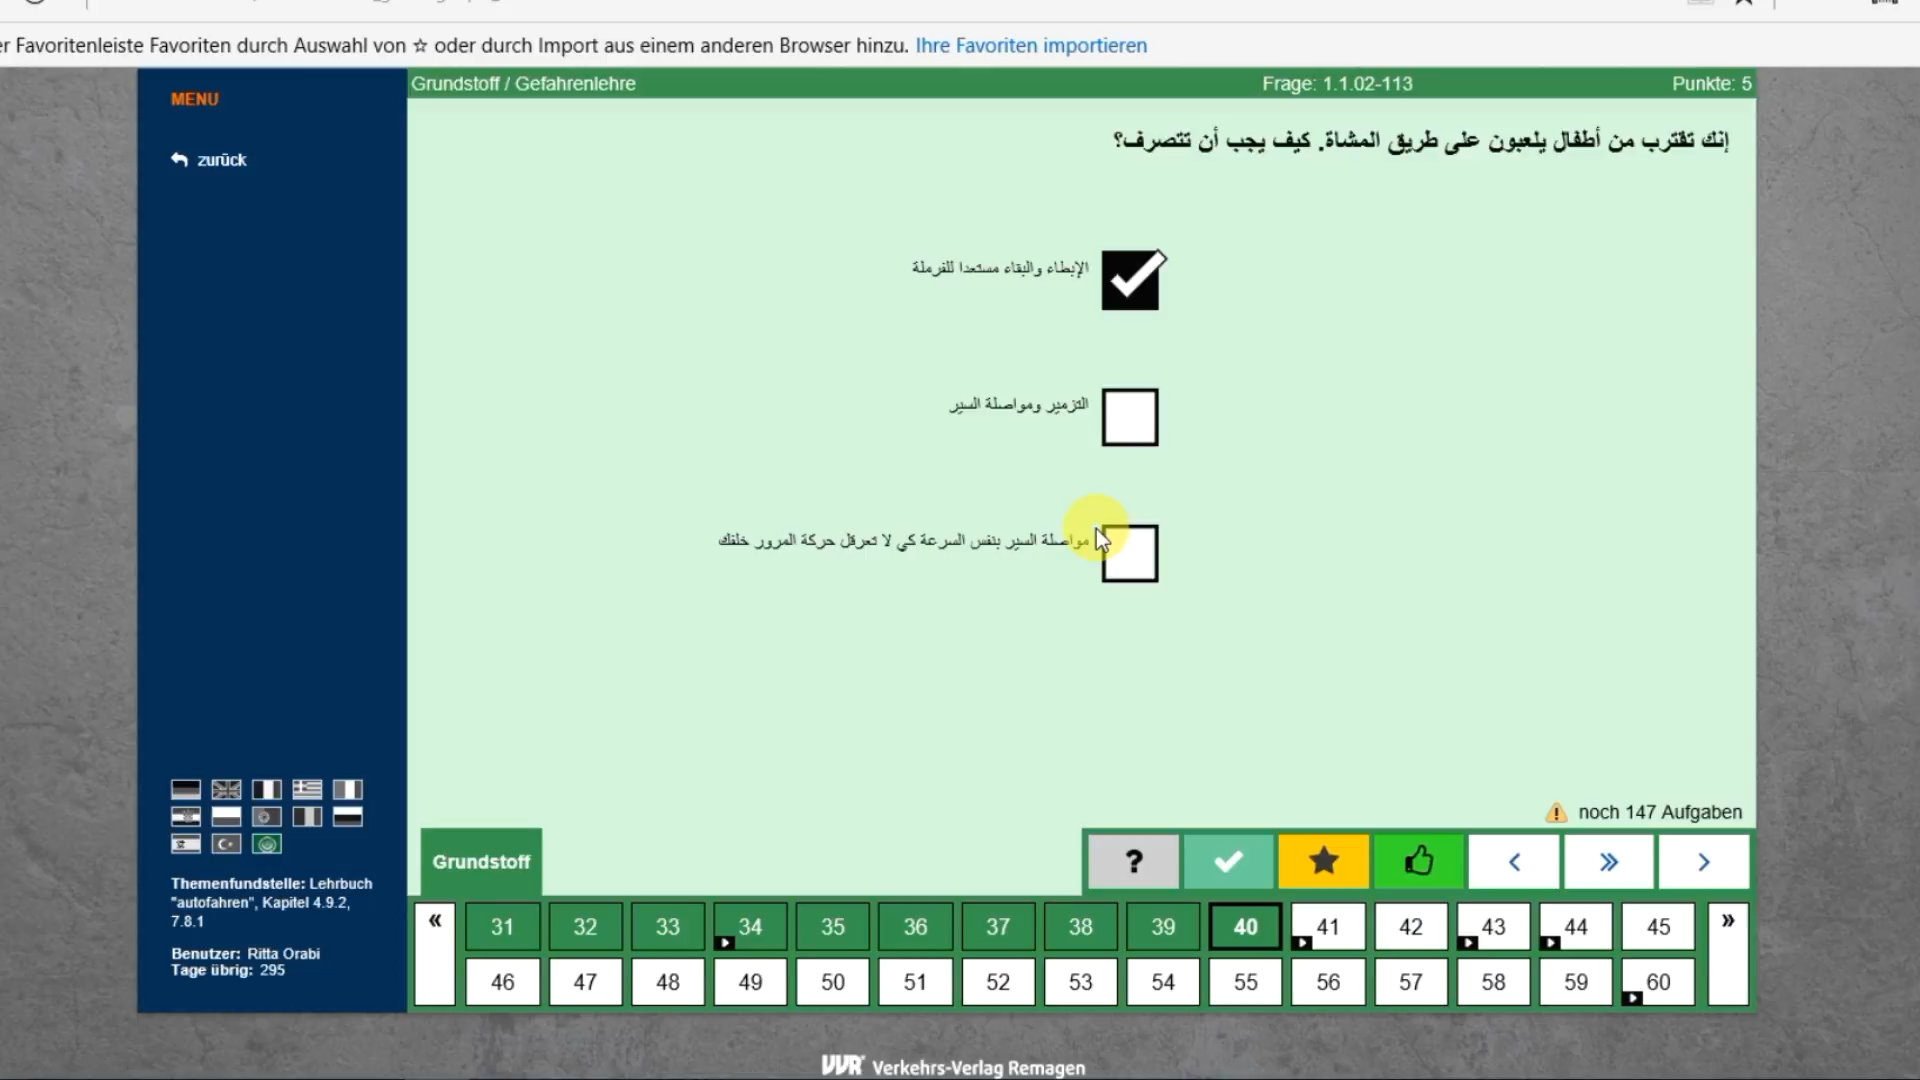 er Favoritenleiste Favoriten durch Auswahl von ☆ oder durch Import aus einem anderen Browser hinzu. Ihre Favoriten importieren
MENU
zurück
Grundstoff / Gefahrenlehre
Frage: 1.1.02-113
Punkte: 5
إنك تقترب من أطفال يلعبون على طريق المشاة. كيف يجب أن تتصرف؟
الإبطاء والبقاء مستعدا للفرملة
التزمير ومواصلة السير
مواصلة السير بنفس السرعة كي لا تعرقل حركة المرور خلفك
noch 147 Aufgaben
Grundstoff
?
Themenfundstelle: Lehrbuch
"autofahren", Kapitel 4.9.2,
7.8.1
Benutzer: Ritta Orabi
Tage übrig: 295
« 31 32 33 34 35 36 37 38 39 40 41 42 43 44 45 »
46 47 48 49 50 51 52 53 54 55 56 57 58 59 60
VVR Verkehrs-Verlag Remagen